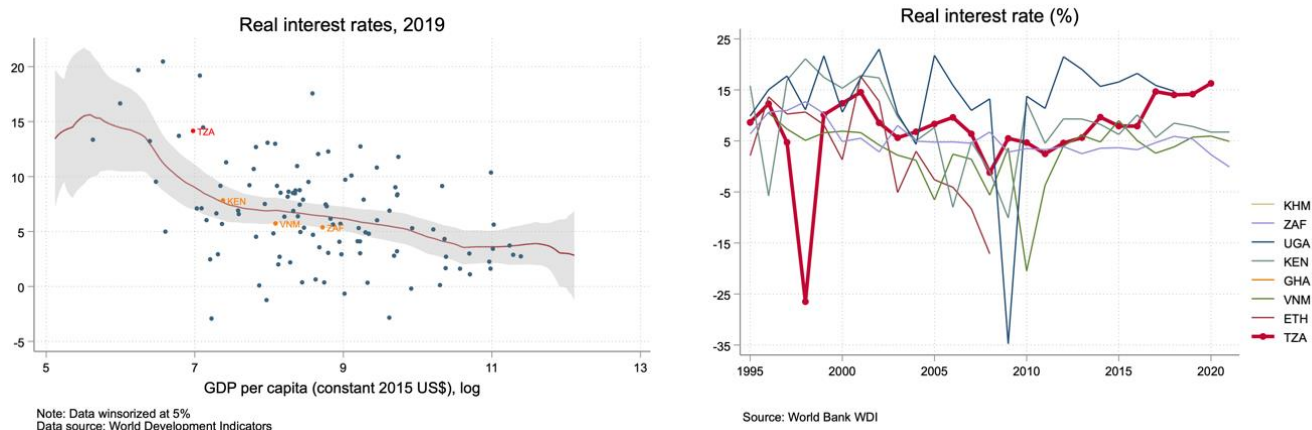 Real interest rates, 2019
20
15
10
5
0
-5
TZA
KEN
VNM
ZAF
5
7
9
11
13
GDP per capita (constant 2015 US$), log
Note: Data winsorized at 5%
Data source: World Development Indicators
Real interest rate (%)
25
15
5
-5
-15
-25
-35
1995
2000
2005
2010
2015
2020
KHM
ZAF
UGA
KEN
GHA
VNM
ETH
TZA
Source: World Bank WDI